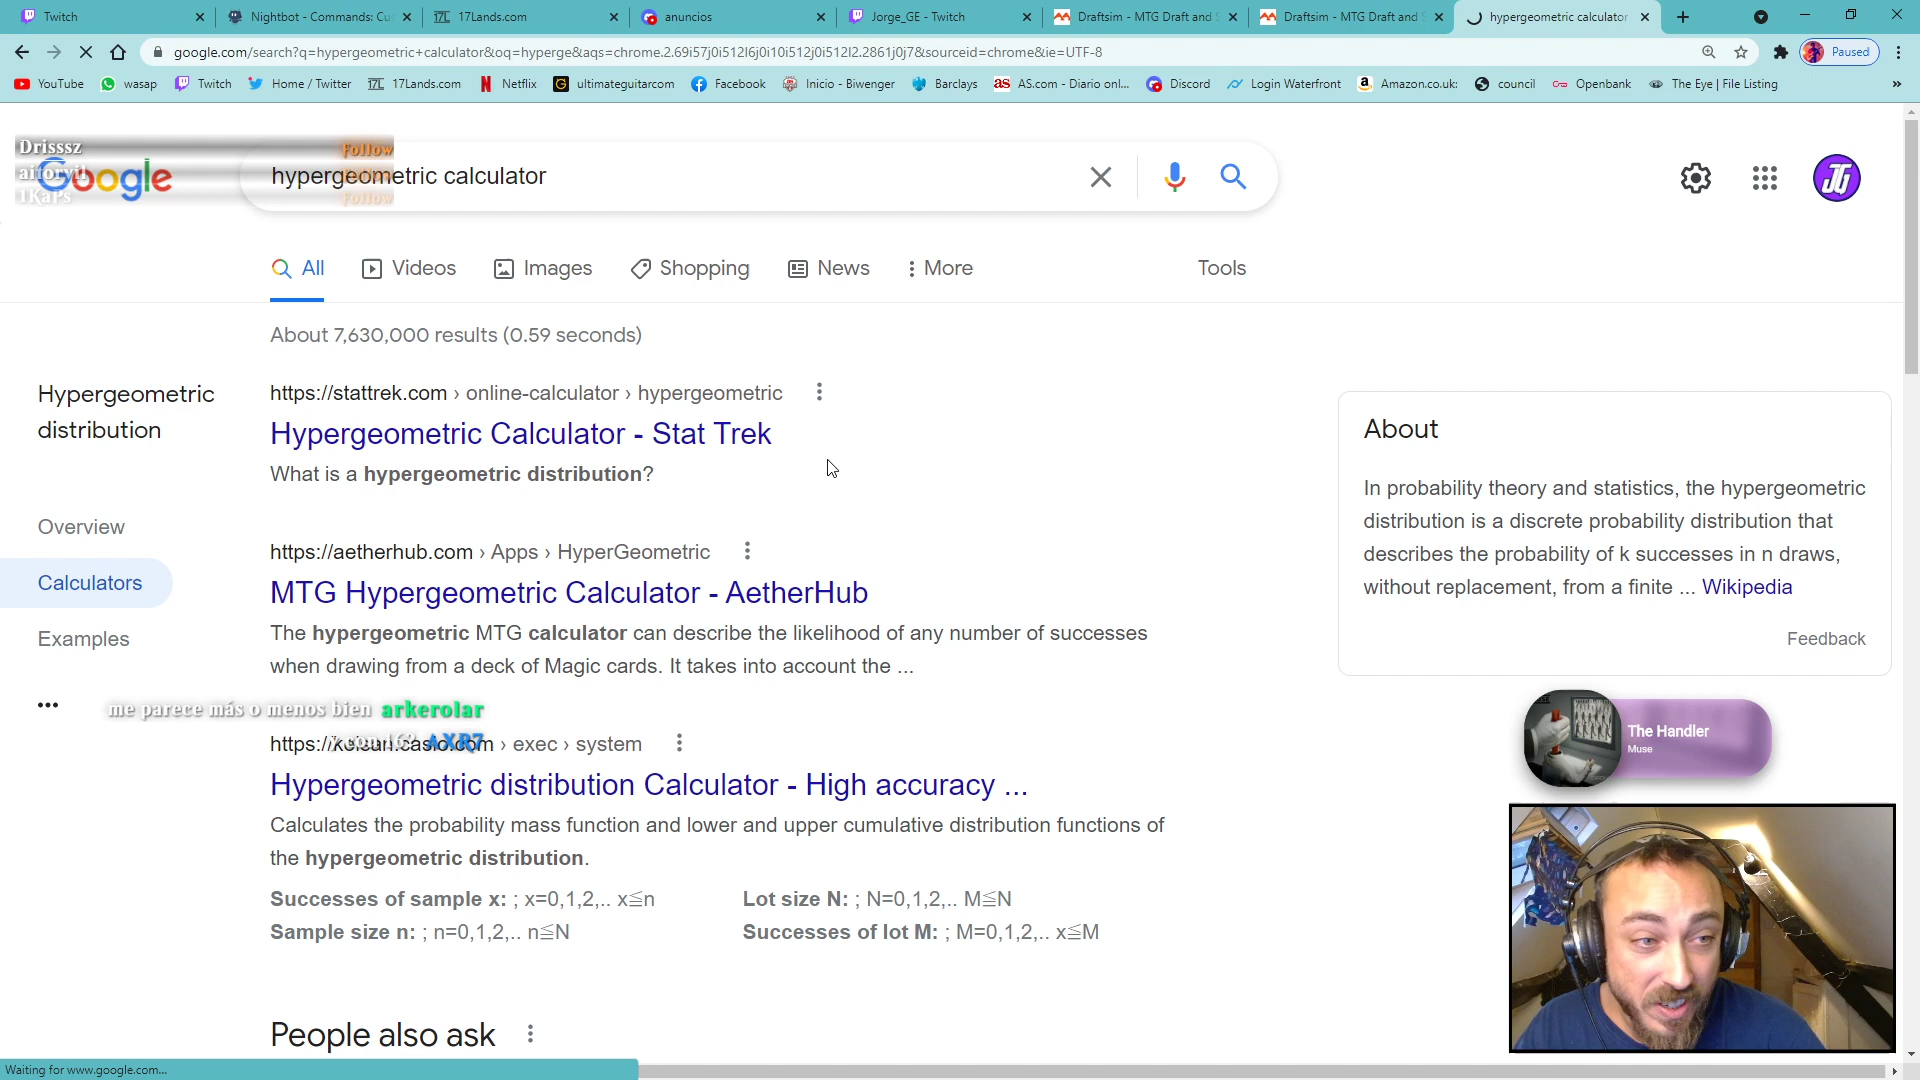 Twitch
Nightbot - Commands: Cu
17Lands.com
anuncios
Jorge_GE - Twitch
Draftsim - MTG Draft and S
Draftsim - MTG Draft and S
hypergeometric calculator
google.com/search?q=hypergeometric+calculator&oq=hyperge&aqs=chrome.2.69i57j0i512l6j0i10i512j0i512l2.2861j0j7&sourceid=chrome&ie=UTF-8
Paused
YouTube
wasap
Twitch
Home / Twitter
17Lands.com
Netflix
ultimateguitarcom
Facebook
Inicio - Biwenger
Barclays
AS.com - Diario onl...
Discord
Login Waterfront
Amazon.co.uk:
council
Openbank
The Eye | File Listing
Drisssz Follow
Google
hypergeometric calculator
Follow
JG
All
Videos
Images
Shopping
News
More
Tools
About 7,630,000 results (0.59 seconds)
Hypergeometric
distribution
Overview
Calculators
Examples
https://stattrek.com › online-calculator › hypergeometric
Hypergeometric Calculator - Stat Trek
What is a hypergeometric distribution?
https://aetherhub.com › Apps › HyperGeometric
MTG Hypergeometric Calculator - AetherHub
The hypergeometric MTG calculator can describe the likelihood of any number of successes
when drawing from a deck of Magic cards. It takes into account the ...
me parece más o menos bien arkerolar
AXR7
https://keisan.casio.com › exec › system
Hypergeometric distribution Calculator - High accuracy ...
Calculates the probability mass function and lower and upper cumulative distribution functions of
the hypergeometric distribution.
Successes of sample x: ; x=0,1,2,.. x≦n
Lot size N: ; N=0,1,2,.. M≦N
Sample size n: ; n=0,1,2,.. n≦N
Successes of lot M: ; M=0,1,2,.. x≦M
People also ask
About
In probability theory and statistics, the hypergeometric
distribution is a discrete probability distribution that
describes the probability of k successes in n draws,
without replacement, from a finite ... Wikipedia
Feedback
The Handler
Muse
Waiting for www.google.com...